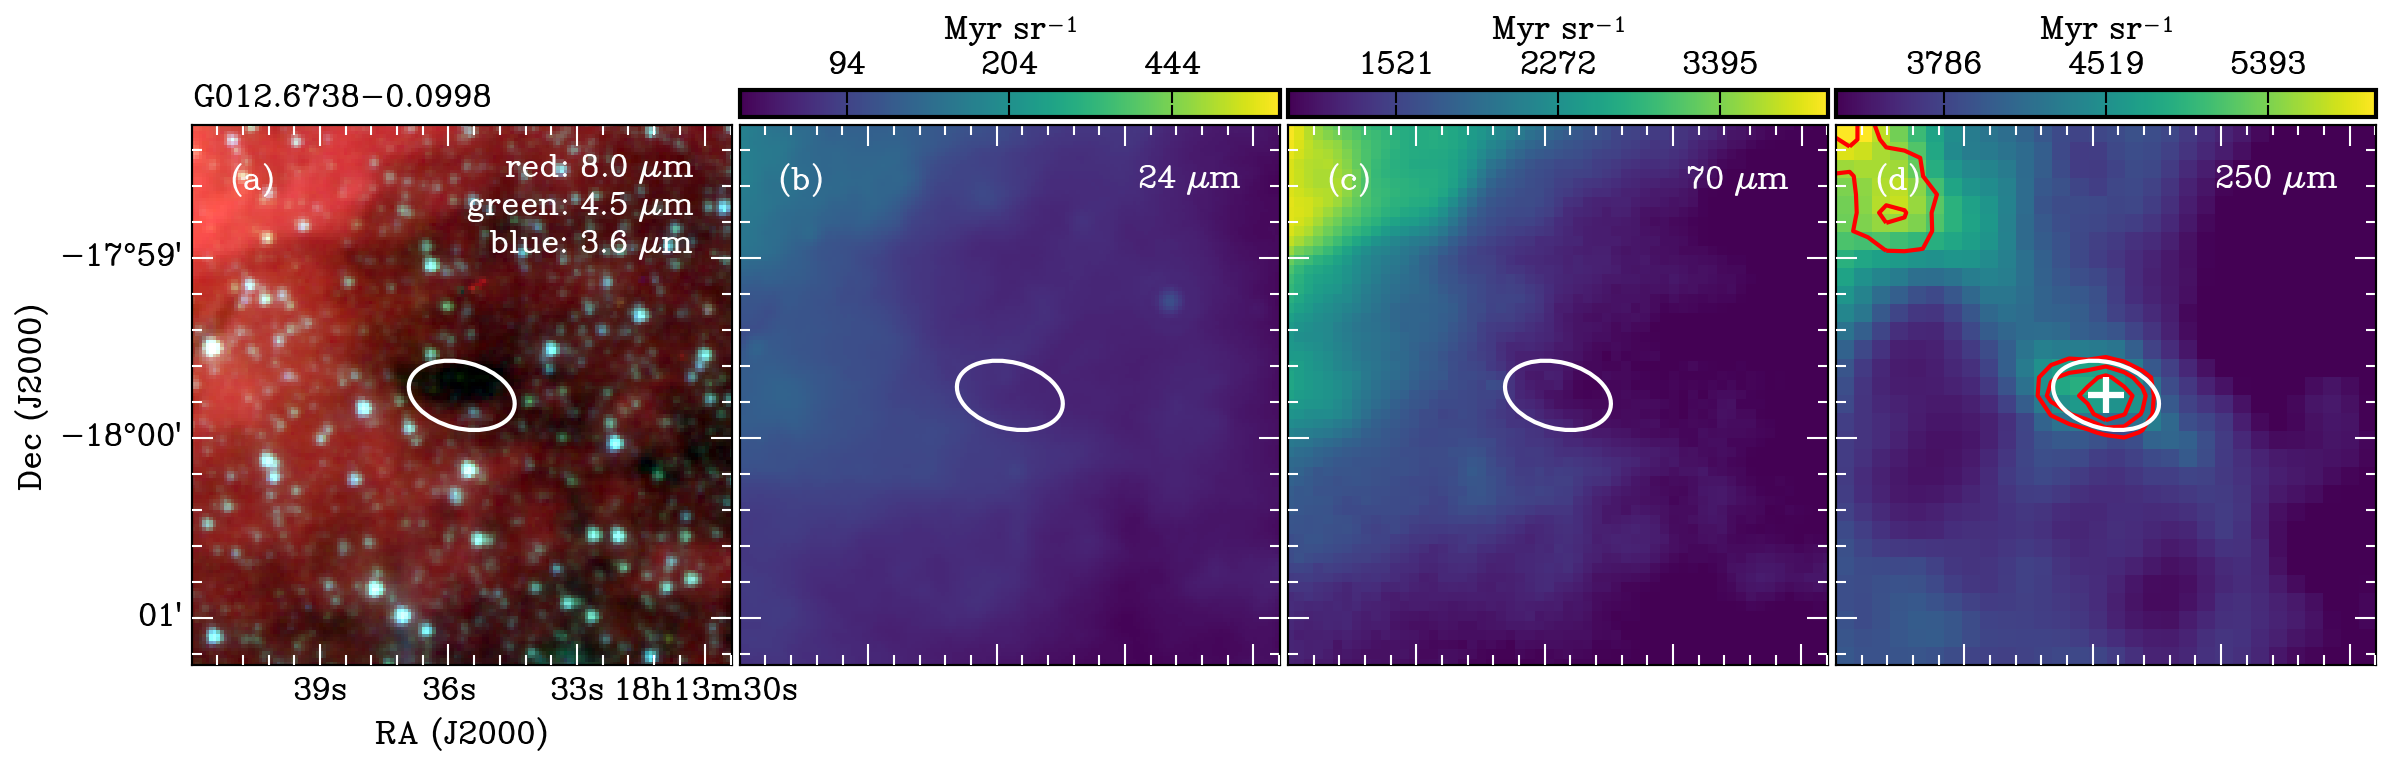 Myr sr⁻¹
Myr sr⁻¹
Myr sr⁻¹
94 204 444
1521 2272 3395
3786 4519 5393
G012.6738−0.0998
(a)
red: 8.0 μm
green: 4.5 μm
blue: 3.6 μm
(b)
24 μm
(c)
70 μm
(d)
250 μm
Dec (J2000)
−17°59'
−18°00'
01'
39s 36s 33s 18h13m30s
RA (J2000)